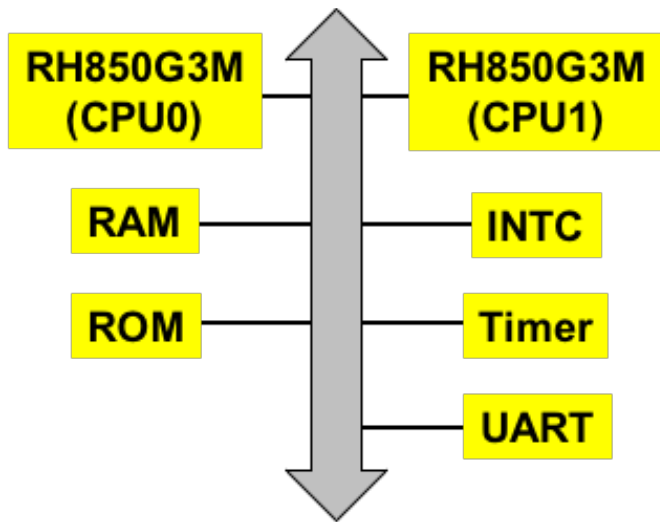 RH850G3M
(CPU0)
RH850G3M
(CPU1)
RAM
INTC
ROM
Timer
UART